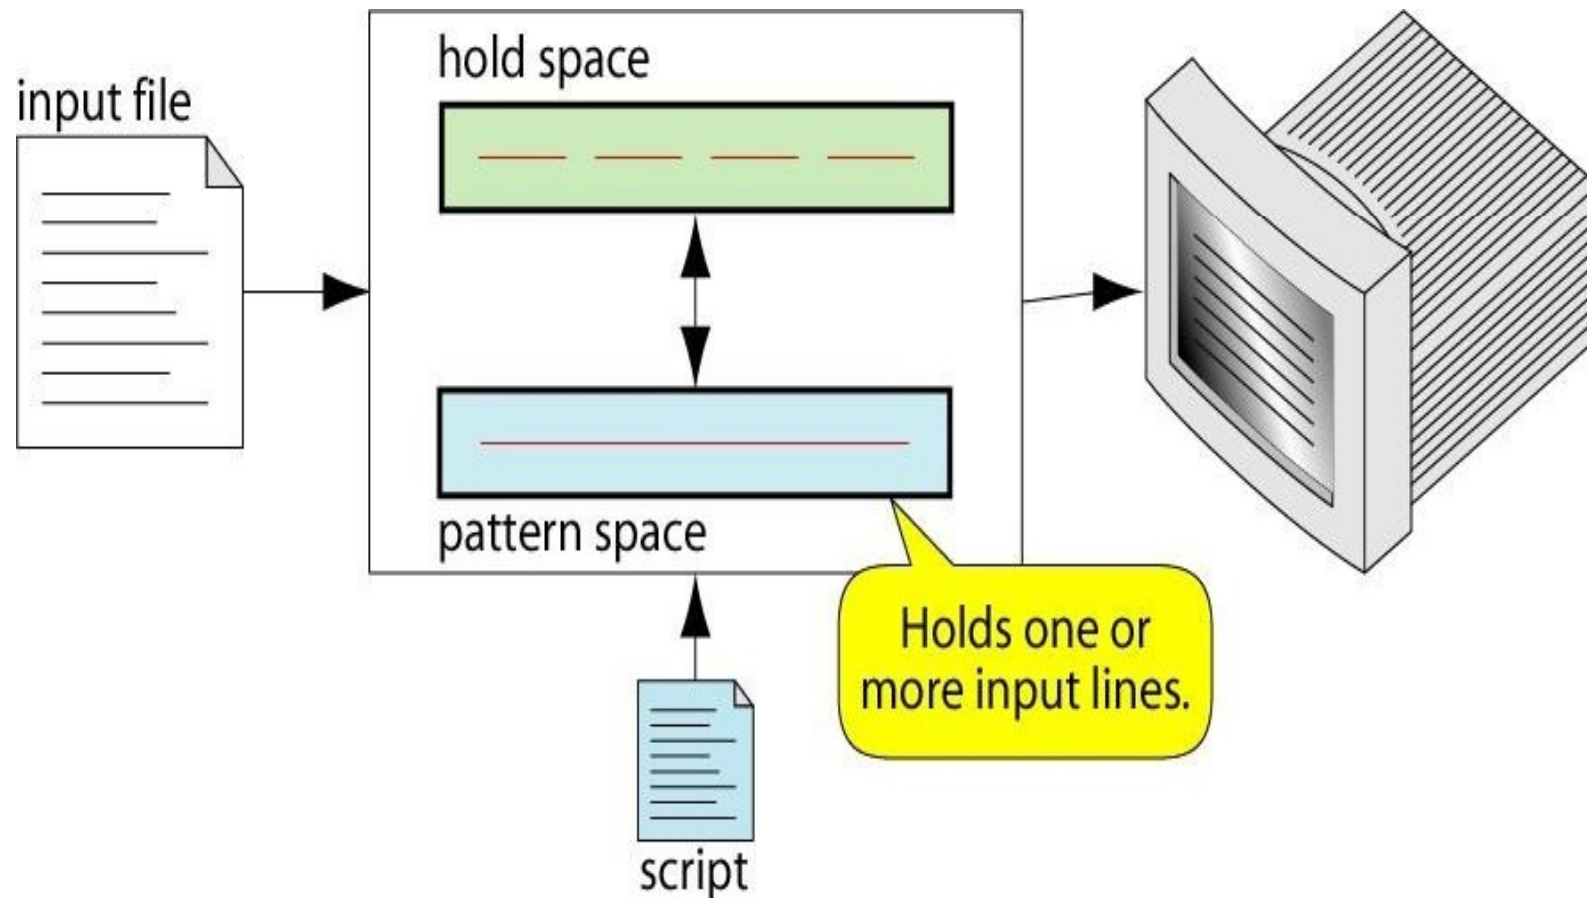 hold space
input file
pattern space
Holds one or
more input lines.
script